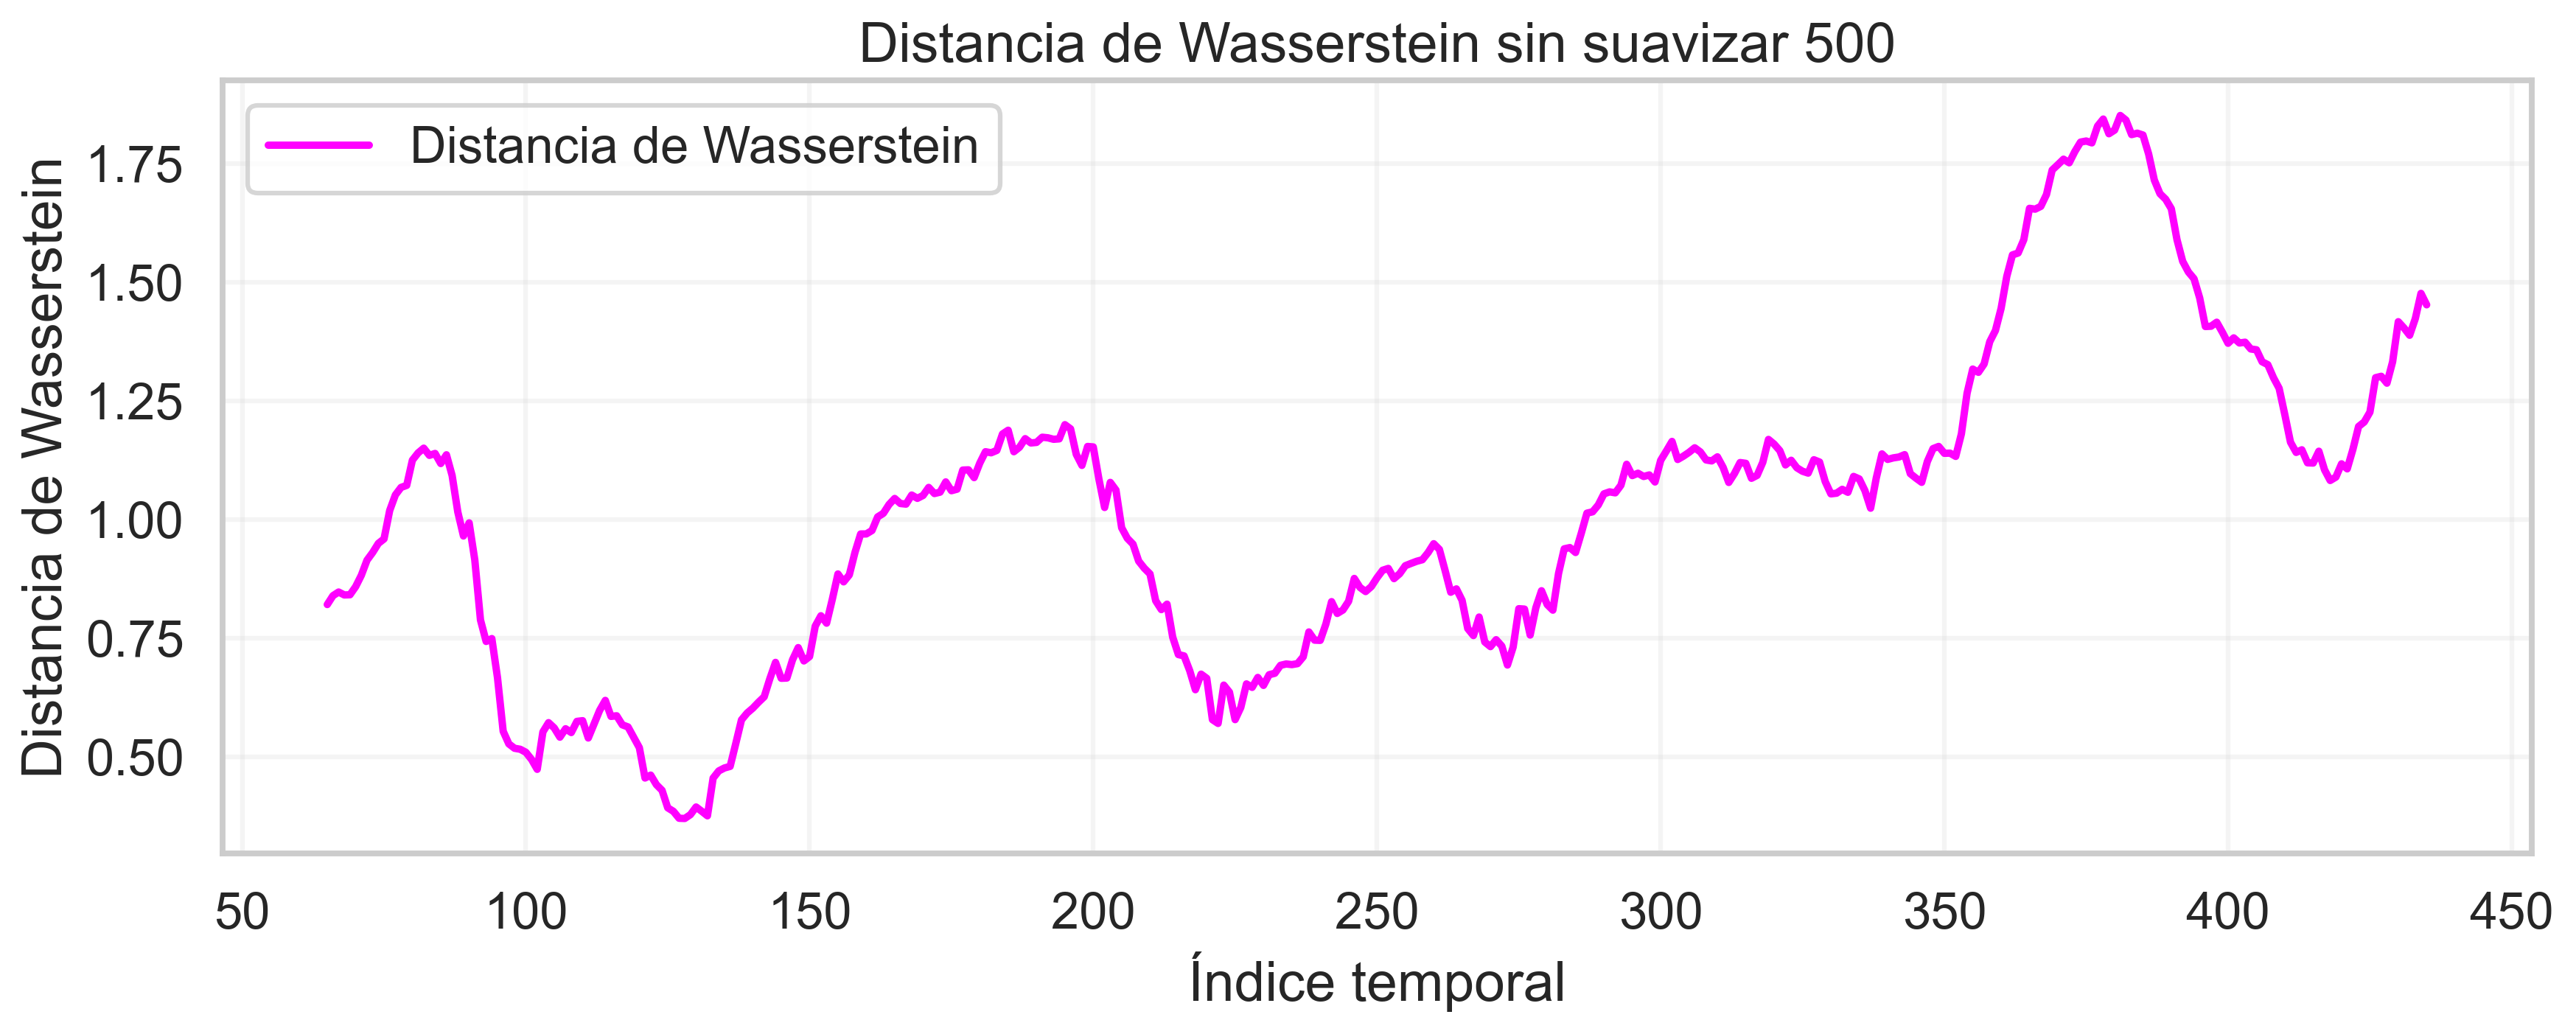 Distancia de Wasserstein sin suavizar 500
Distancia de Wasserstein
Distancia de Wasserstein
1.75
1.50
1.25
1.00
0.75
0.50
50 100 150 200 250 300 350 400 450
Índice temporal